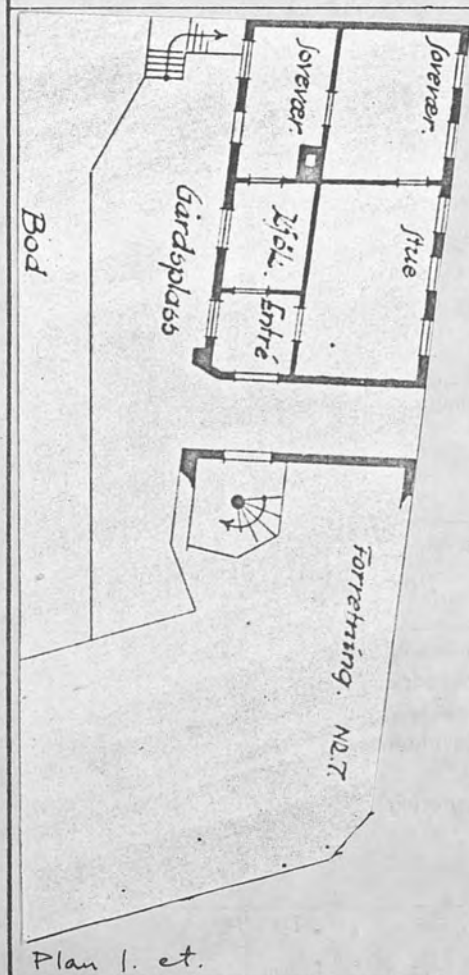 Sovevær.
Sovevær.
Stue
Kjøk.
Entré
Gårdsplass
Bod
Forretning. NR.7.
Plan 1. et.